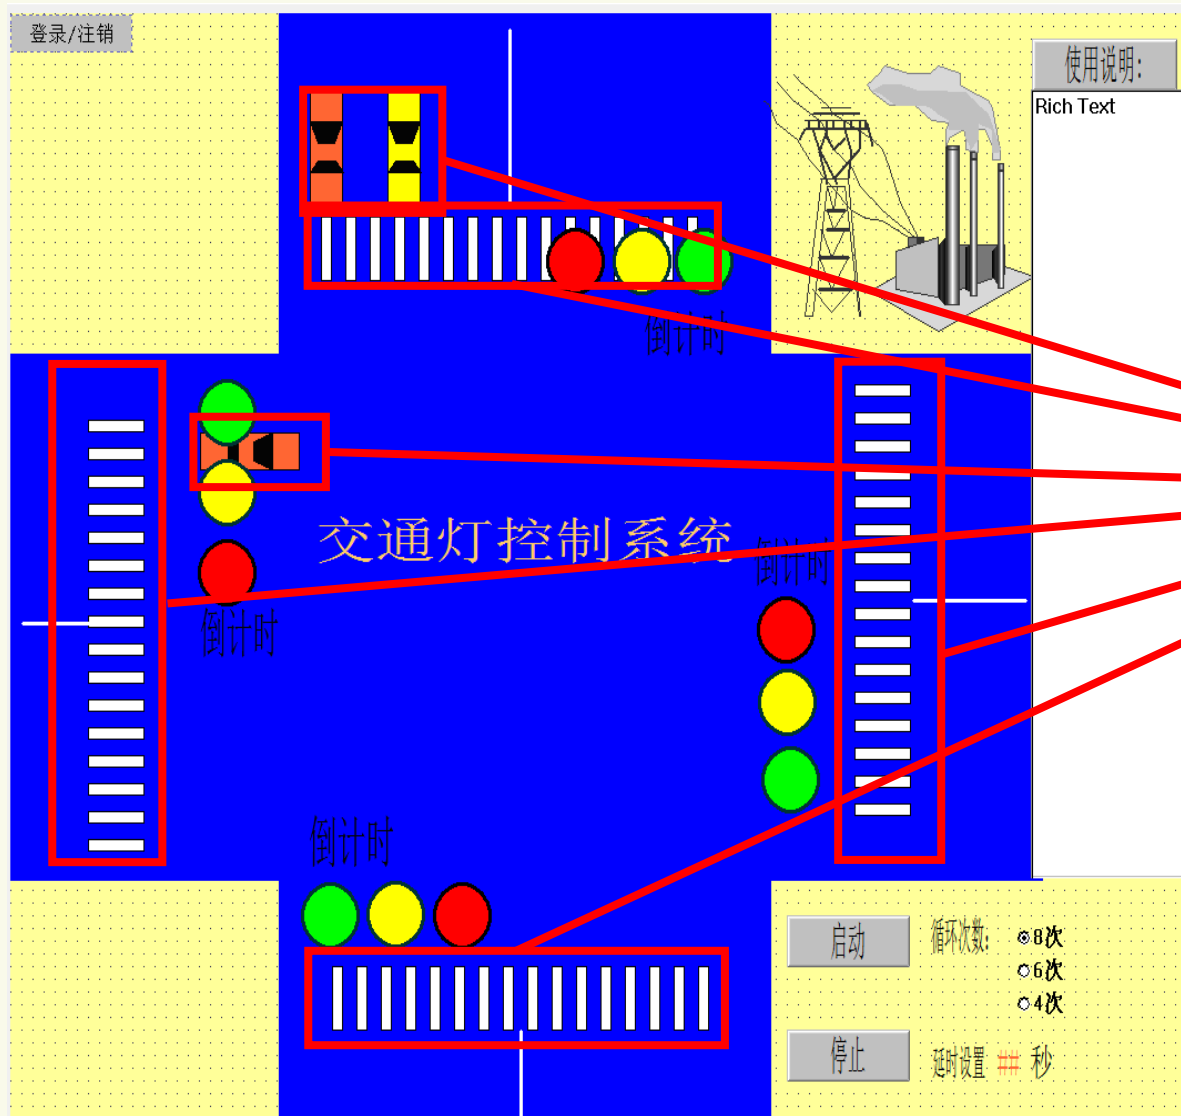 登录/注销
使用说明:
Rich Text
倒计时
交通灯控制系统
倒计时
倒计时
倒计时
启动
循环次数:
8次
6次
4次
停止
延时设置 ## 秒